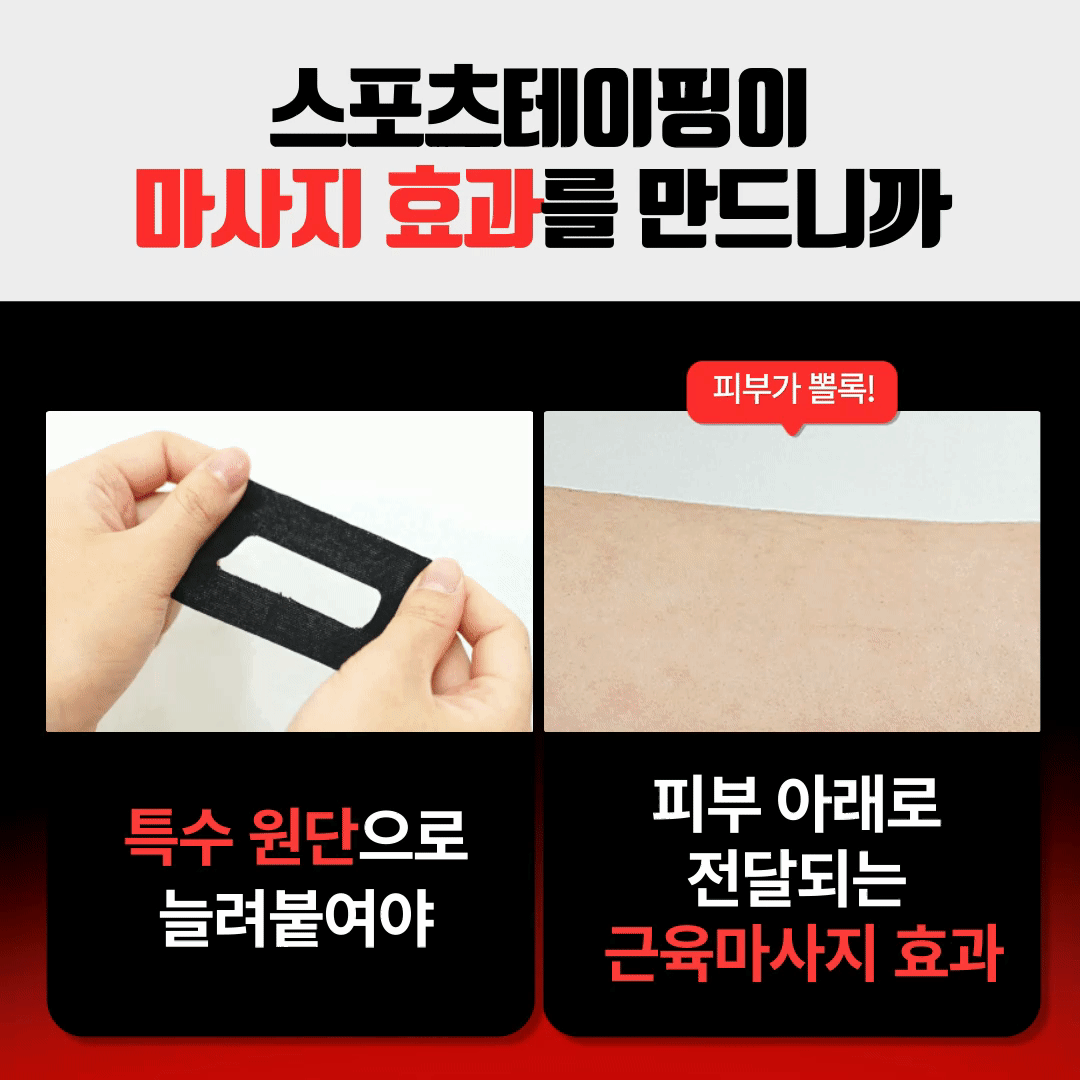 스포츠테이핑이
마사지 효과를 만드니까
피부가 뽈록!
특수 원단으로
늘려붙여야
피부 아래로
전달되는
근육마사지 효과